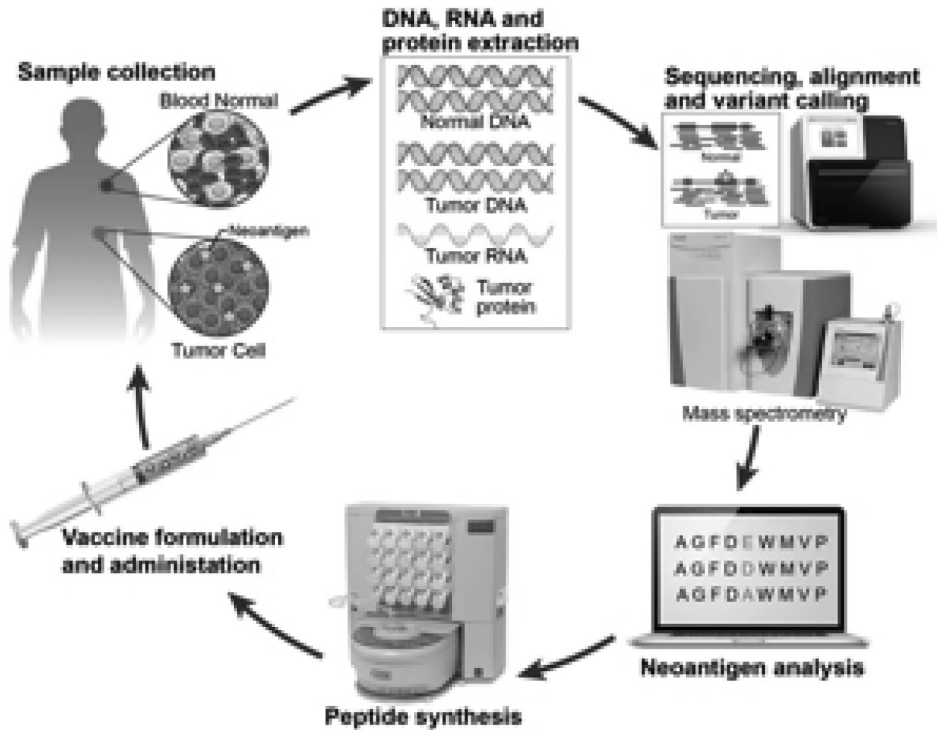 Sample collection
Blood Normal
Neoantigen
Tumor Cell
DNA, RNA and
protein extraction
Normal DNA
Tumor DNA
Tumor RNA
Tumor
protein
Sequencing, alignment
and variant calling
Normal
Tumor
Mass spectrometry
AGFDEWMVP
AGFDDWMVP
AGFDAWMVP
Neoantigen analysis
Peptide synthesis
Vaccine formulation
and administation